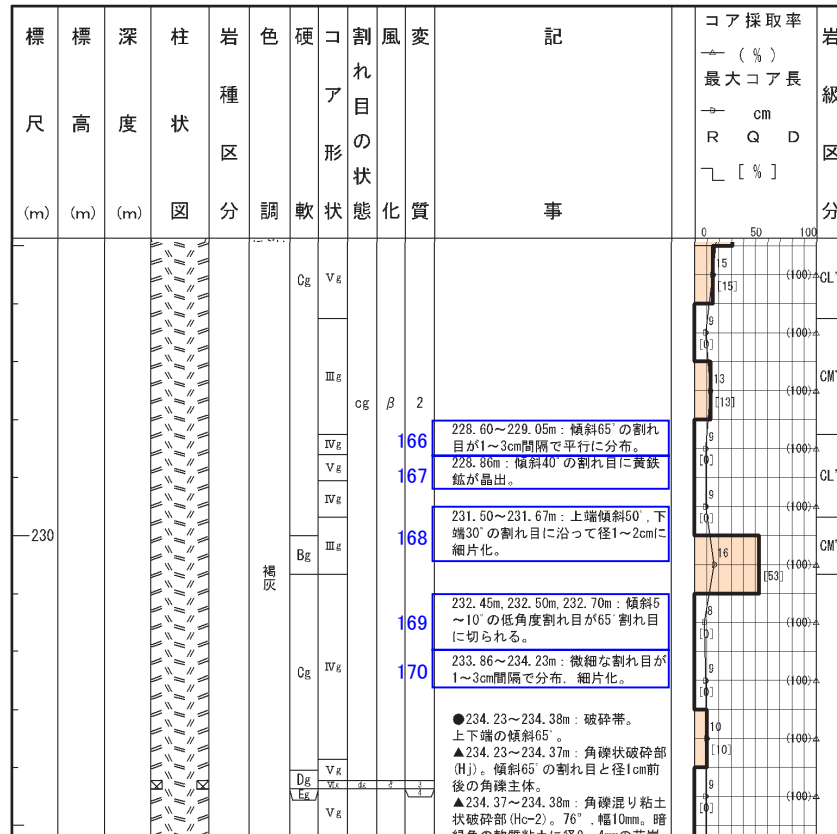 標尺(m)
標高(m)
深度(m)
柱状図
岩種区分
色調
硬軟
コア形状
割れ目の状態
風化
変質
記事
コア採取率
(%)
最大コア長
cm
R Q D
[%]
岩級区分
0 50 100
Cg
Ⅴg
15
[15]
(100)
CL'
9
[0]
(100)
Ⅲg
cg
β
2
13
[13]
(100)
CM'
166
228.60～229.05m：傾斜65°の割れ
目が1～3cm間隔で平行に分布。
Ⅳg
9
[0]
(100)
167
228.86m：傾斜40°の割れ目に黄鉄
鉱が晶出。
Ⅴg
CL'
Ⅳg
9
[0]
(100)
168
231.50～231.67m：上端傾斜50°,下
端30°の割れ目に沿って径1～2cmに
細片化。
230
Bg
Ⅲg
褐灰
16
[53]
(100)
CM'
169
232.45m,232.50m,232.70m：傾斜5
～10°の低角度割れ目が65°割れ目
に切られる。
8
[0]
(100)
170
233.86～234.23m：微細な割れ目が
1～3cm間隔で分布．細片化。
Cg
Ⅳg
9
[0]
(100)
●234.23～234.38m：破砕帯。
上下端の傾斜65°。
▲234.23～234.37m：角礫状破砕部
(Hj)。傾斜65°の割れ目と径1cm前
後の角礫主体。
▲234.37～234.38m：角礫混り粘土
状破砕部(Hc-2)。76°,幅10mm。暗
10
[10]
(100)
Ⅴg
Dg
Eg
Ⅴg
9
[0]
(100)